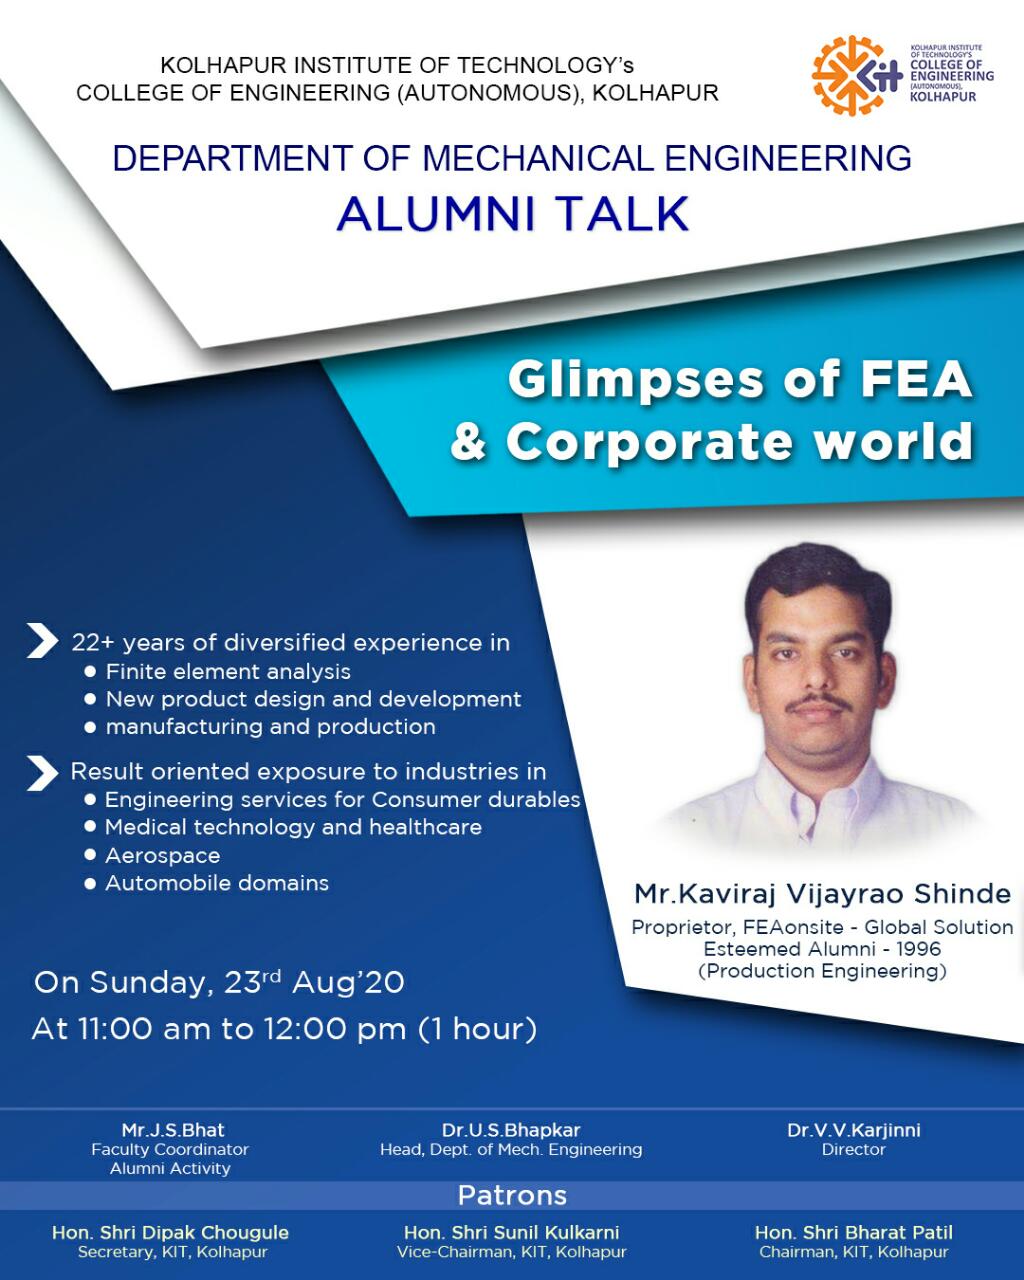 KOLHAPUR INSTITUTE OF TECHNOLOGY's
COLLEGE OF ENGINEERING (AUTONOMOUS), KOLHAPUR
KIT
KOLHAPUR INSTITUTE
OF TECHNOLOGY'S
COLLEGE OF
ENGINEERING
(AUTONOMOUS),
KOLHAPUR
DEPARTMENT OF MECHANICAL ENGINEERING
ALUMNI TALK
Glimpses of FEA
& Corporate world
22+ years of diversified experience in
Finite element analysis
New product design and development
manufacturing and production
Result oriented exposure to industries in
Engineering services for Consumer durables
Medical technology and healthcare
Aerospace
Automobile domains
Mr.Kaviraj Vijayrao Shinde
Proprietor, FEAonsite - Global Solution
Esteemed Alumni - 1996
(Production Engineering)
On Sunday, 23rd Aug'20
At 11:00 am to 12:00 pm (1 hour)
Mr.J.S.Bhat
Faculty Coordinator
Alumni Activity
Dr.U.S.Bhapkar
Head, Dept. of Mech. Engineering
Dr.V.V.Karjinni
Director
Patrons
Hon. Shri Dipak Chougule
Secretary, KIT, Kolhapur
Hon. Shri Sunil Kulkarni
Vice-Chairman, KIT, Kolhapur
Hon. Shri Bharat Patil
Chairman, KIT, Kolhapur